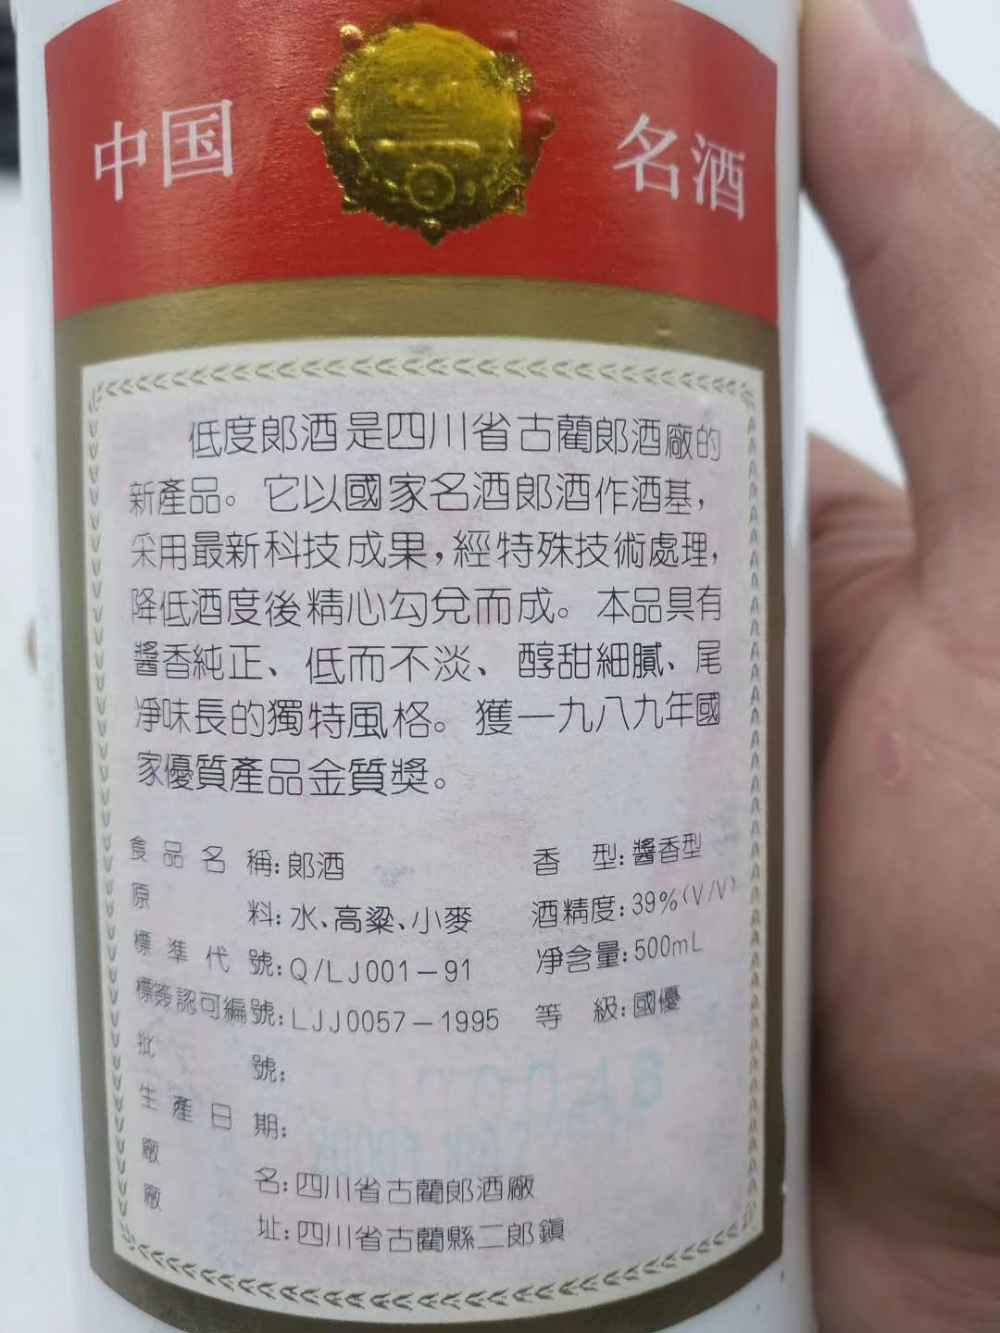 中国 名酒
低度郎酒是四川省古藺郎酒廠的
新產品。它以國家名酒郎酒作酒基，
采用最新科技成果，經特殊技術處理，
降低酒度後精心勾兌而成。本品具有
醬香純正、低而不淡、醇甜細膩、尾
凈味長的獨特風格。獲一九八九年國
家優質產品金質獎。
食品名稱：郎酒 香型：醬香型
原料：水、高粱、小麥 酒精度：39%(V/V)
標準代號：Q/LJ001－91 凈含量：500mL
標簽認可編號：LJJ0057－1995 等級：國優
批號：
生產日期：
廠名：四川省古藺郎酒廠
廠址：四川省古藺縣二郎鎮